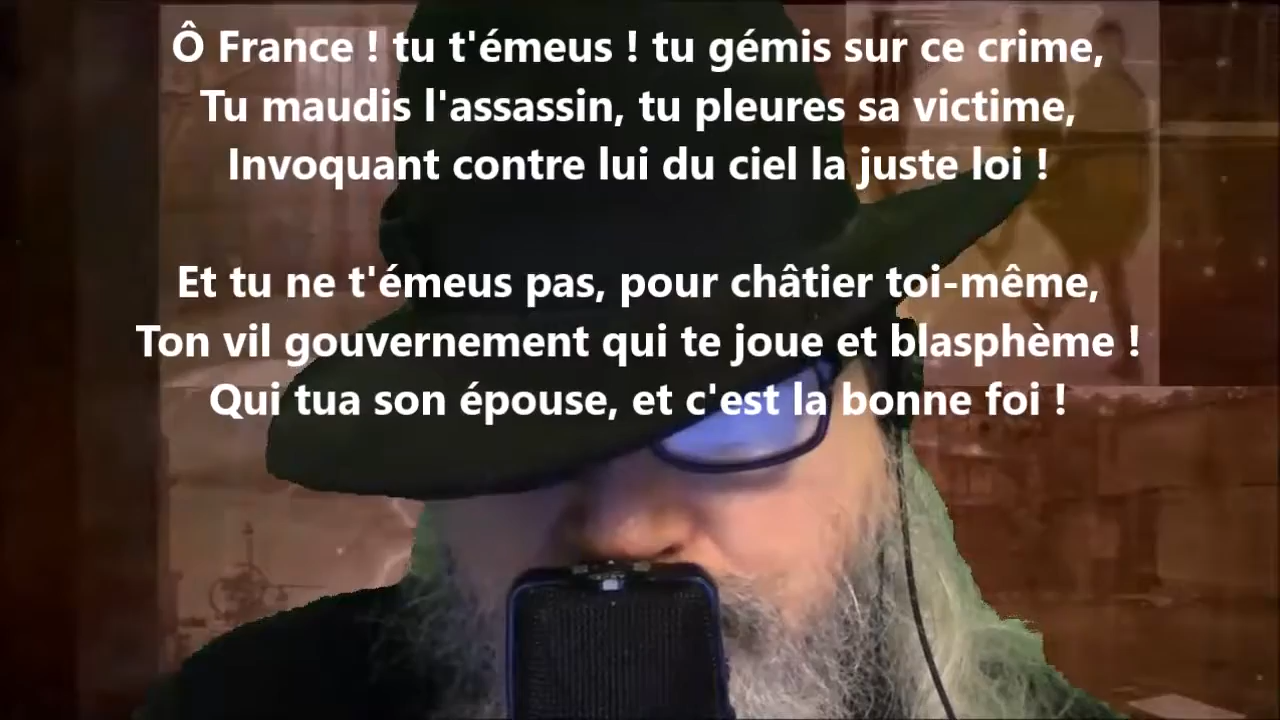 Ô France ! tu t'émeus ! tu gémis sur ce crime,
Tu maudis l'assassin, tu pleures sa victime,
Invoquant contre lui du ciel la juste loi !
Et tu ne t'émeus pas, pour châtier toi-même,
Ton vil gouvernement qui te joue et blasphème !
Qui tua son épouse, et c'est la bonne foi !